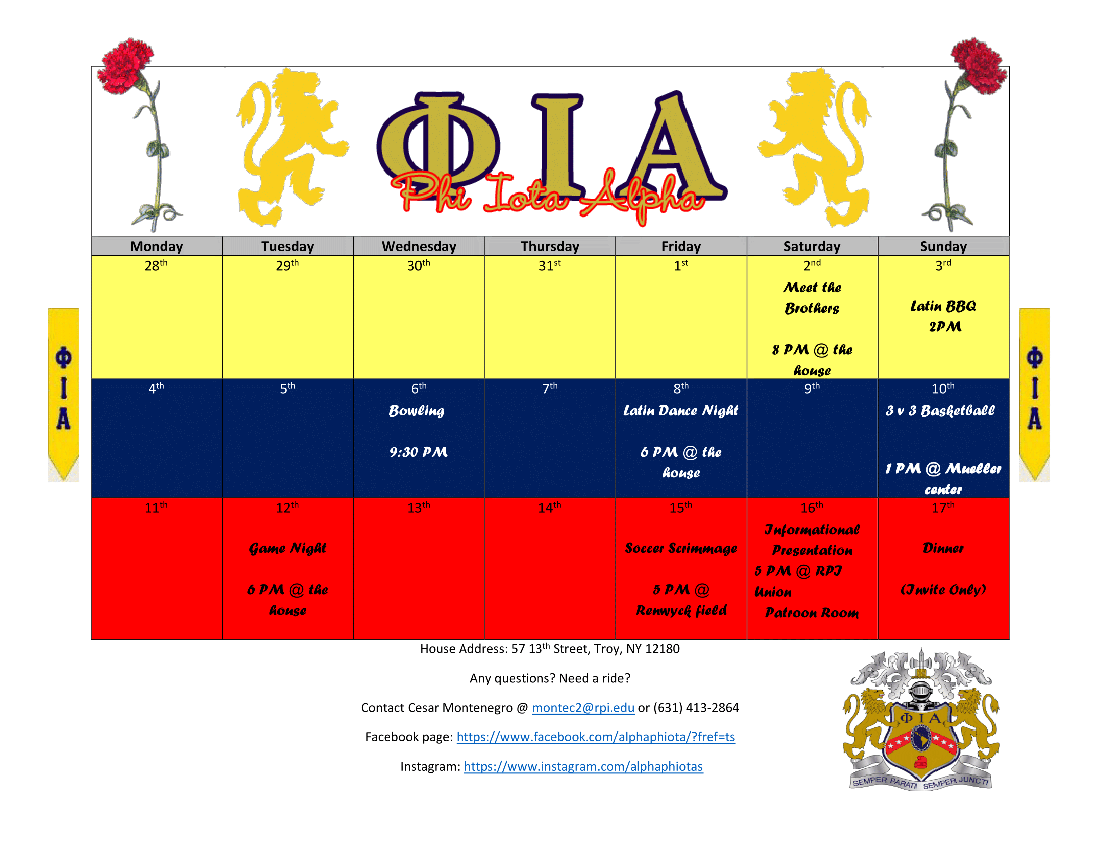 ΦΙΑ
Phi Iota Alpha
Monday Tuesday Wednesday Thursday Friday Saturday Sunday
28th 29th 30th 31st 1st 2nd 3rd
Meet the
Brothers
8 PM @ the
house
Latin BBQ
2PM
4th 5th 6th 7th 8th 9th 10th
Bowling
9:30 PM
Latin Dance Night
6 PM @ the
house
3 v 3 Basketball
1 PM @ Mueller
center
11th 12th 13th 14th 15th 16th 17th
Game Night
6 PM @ the
house
Soccer Scrimmage
5 PM @
Renwyck field
Informational
Presentation
5 PM @ RPI
Union
Patroon Room
Dinner
(Invite Only)
Φ
Ι
Α
Φ
Ι
Α
House Address: 57 13th Street, Troy, NY 12180
Any questions? Need a ride?
Contact Cesar Montenegro @ montec2@rpi.edu or (631) 413-2864
Facebook page: https://www.facebook.com/alphaphiota/?fref=ts
Instagram: https://www.instagram.com/alphaphiotas
ΦΙΑ
SEMPER PARATI SEMPER JUNCTI